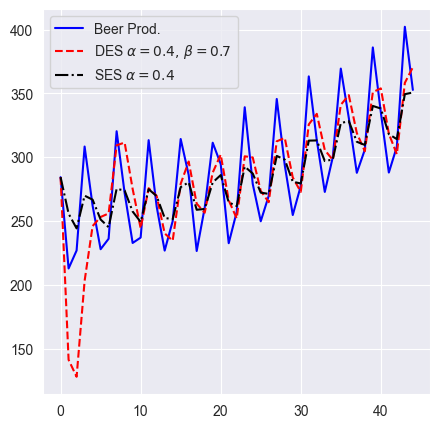 Beer Prod.
DES α = 0.4, β = 0.7
SES α = 0.4
400
350
300
250
200
150
0 10 20 30 40